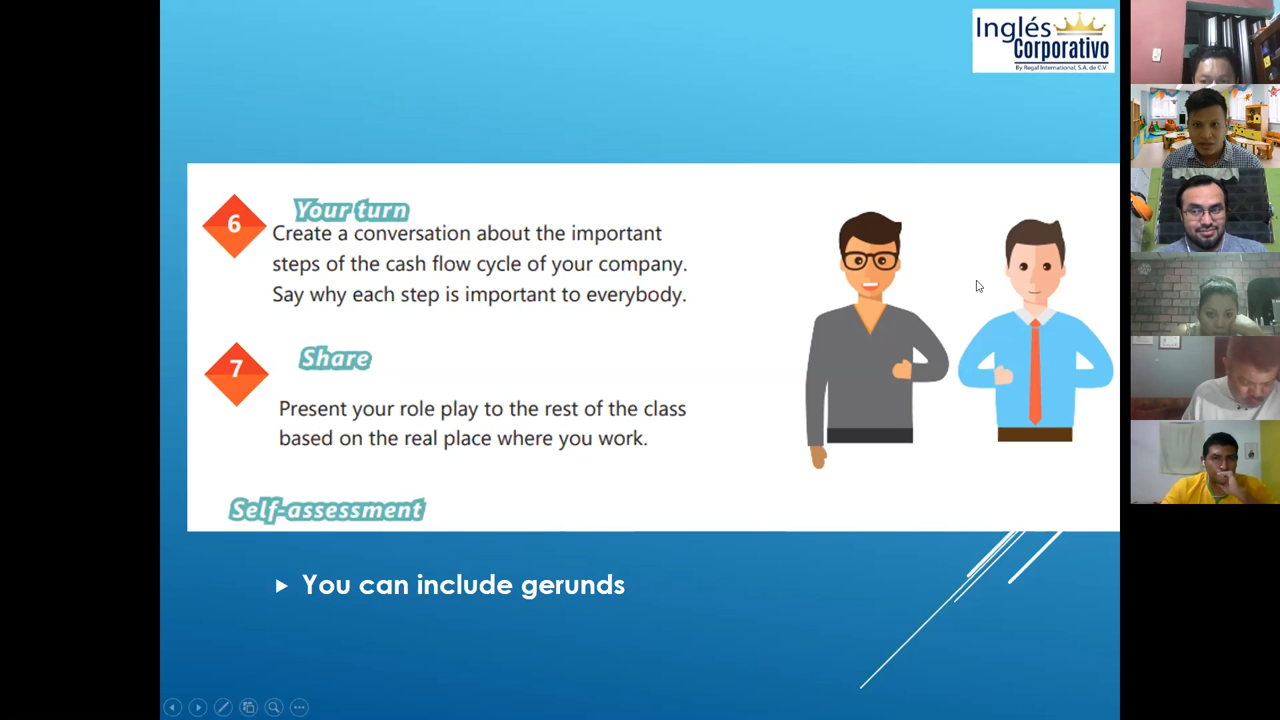 Inglés
Corporativo
By Regal International, S.A. de C.V.
6
Your turn
Create a conversation about the important
steps of the cash flow cycle of your company.
Say why each step is important to everybody.
7
Share
Present your role play to the rest of the class
based on the real place where you work.
Self-assessment
You can include gerunds